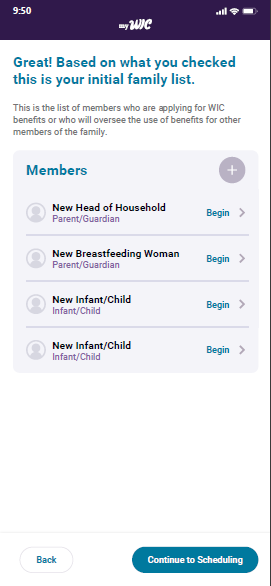 9:50
my WIC
Great! Based on what you checked
this is your initial family list.
This is the list of members who are applying for WIC
benefits or who will oversee the use of benefits for other
members of the family.
Members
New Head of Household
Parent/Guardian
Begin
New Breastfeeding Woman
Parent/Guardian
Begin
New Infant/Child
Infant/Child
Begin
New Infant/Child
Infant/Child
Begin
Back
Continue to Scheduling